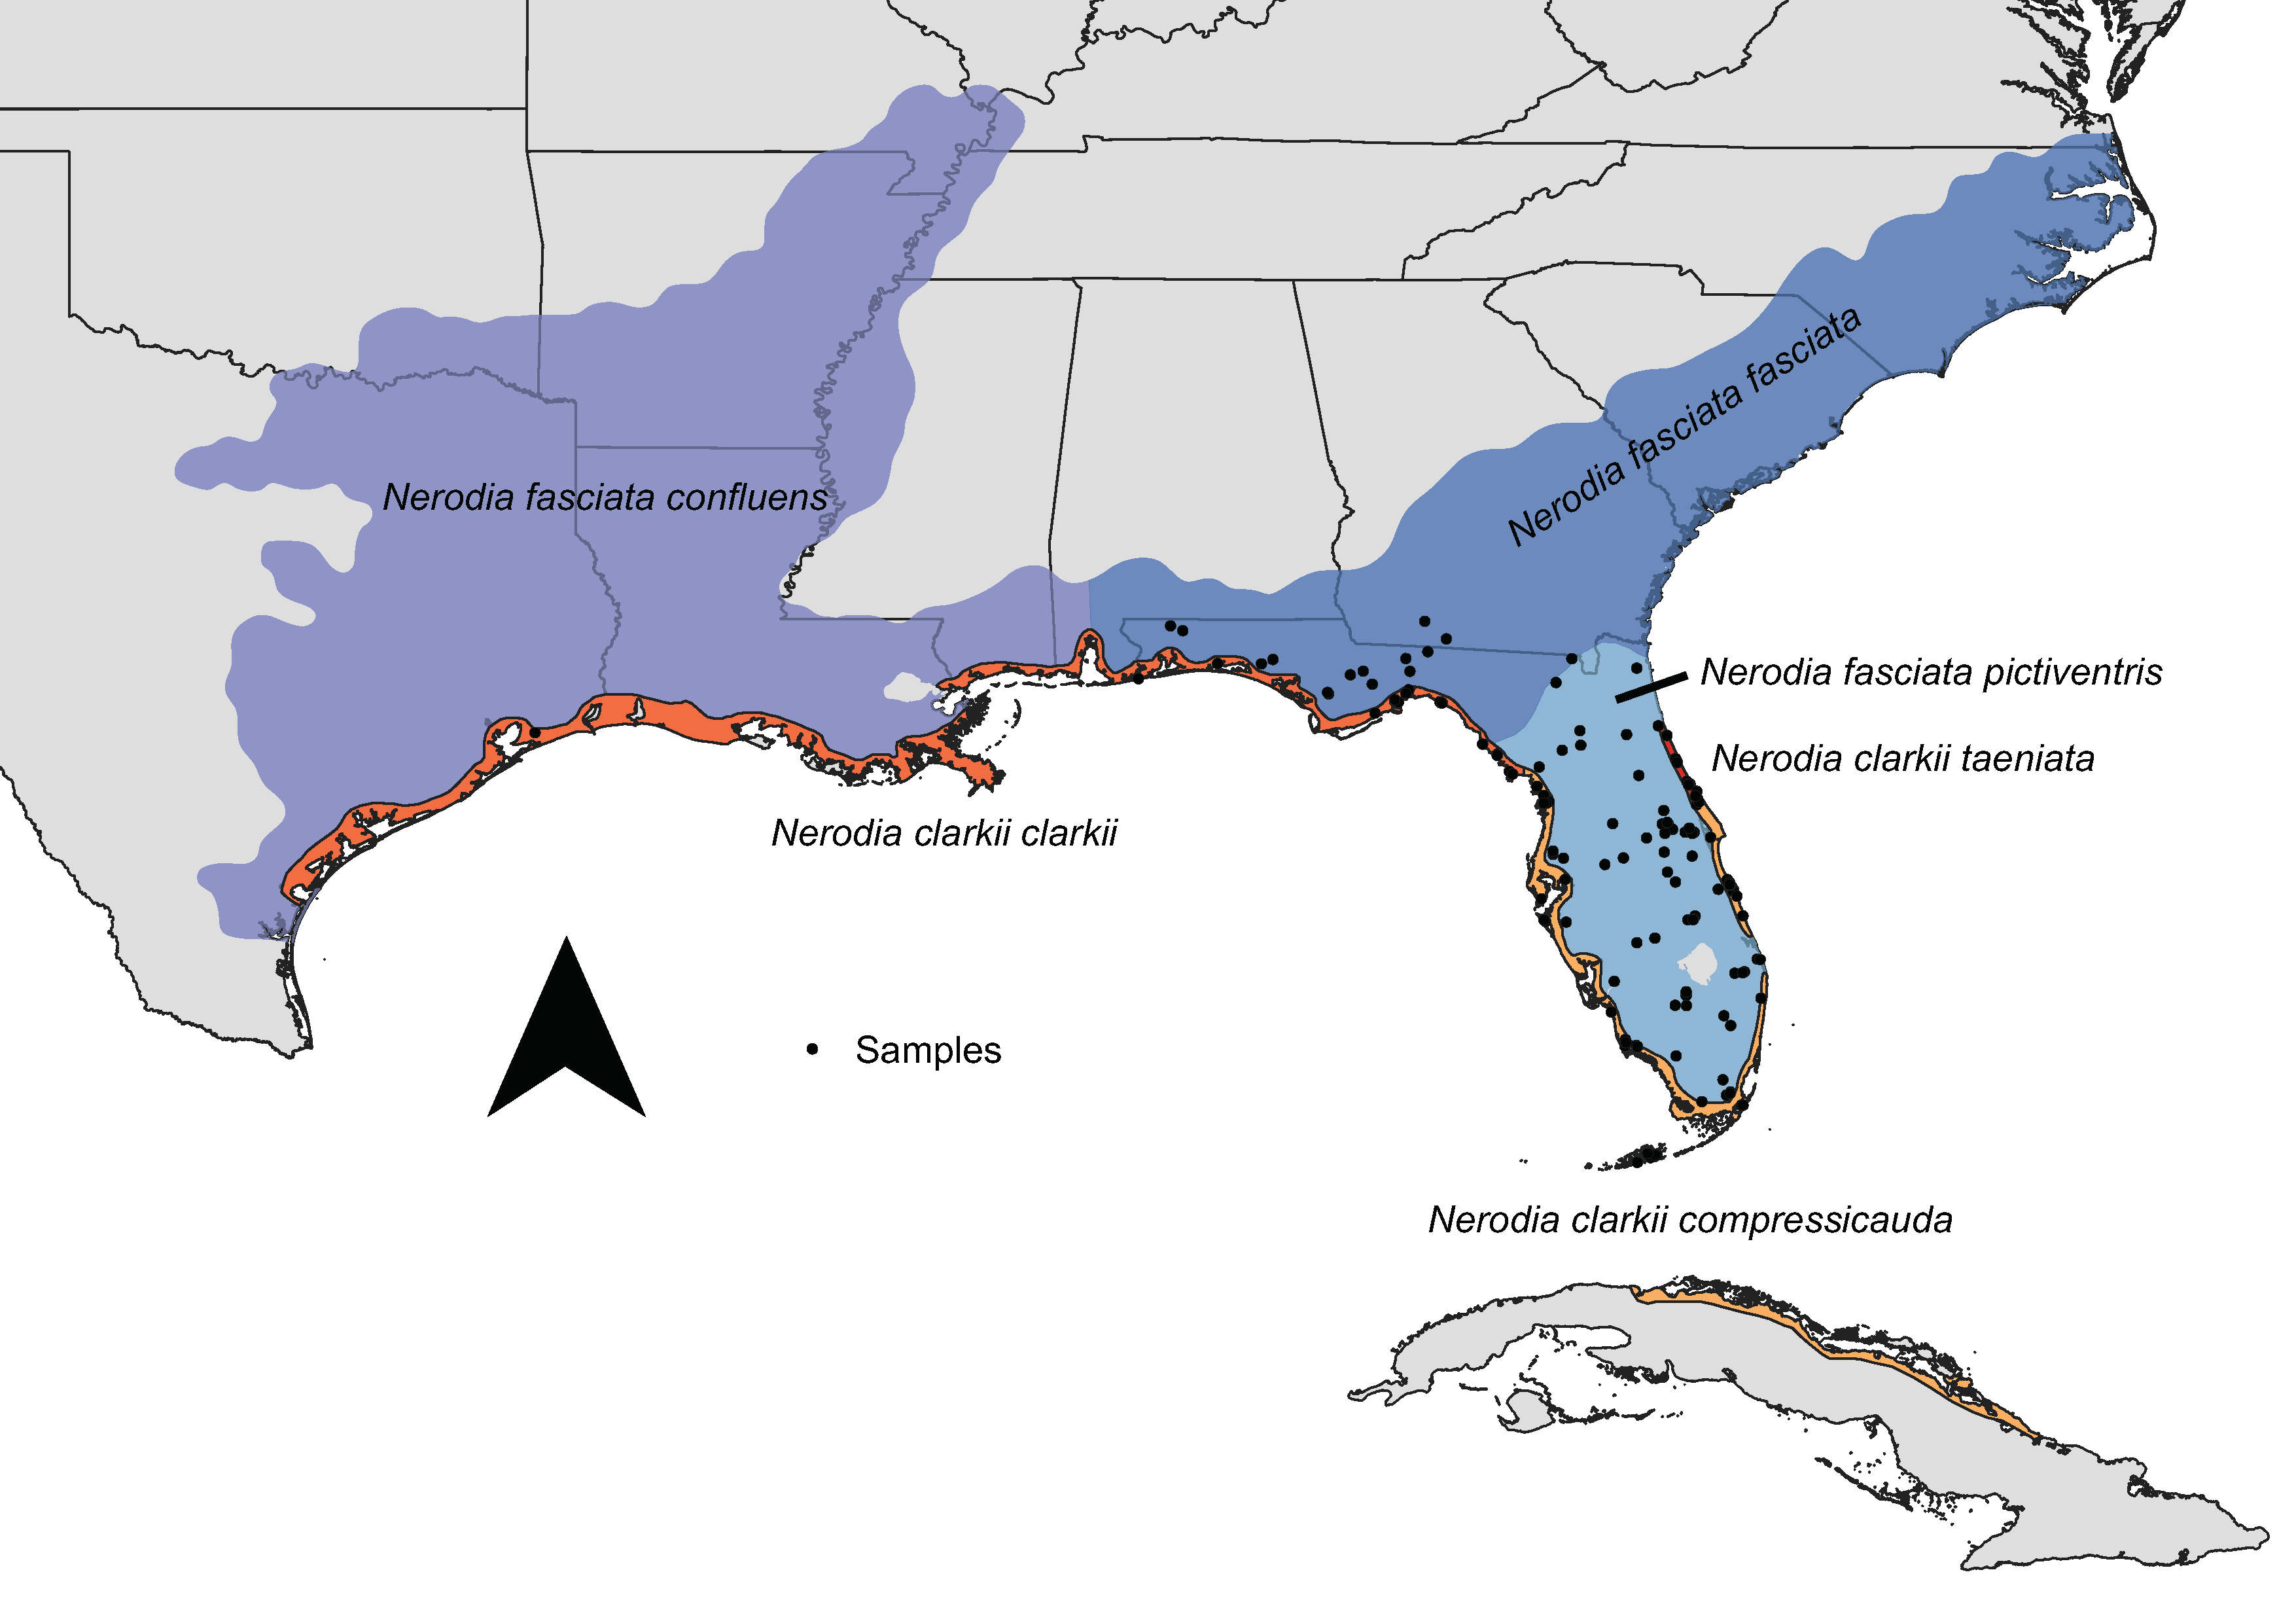 Nerodia fasciata fasciata
Nerodia fasciata confluens
Nerodia fasciata pictiventris
Nerodia clarkii taeniata
Nerodia clarkii clarkii
Samples
Nerodia clarkii compressicauda